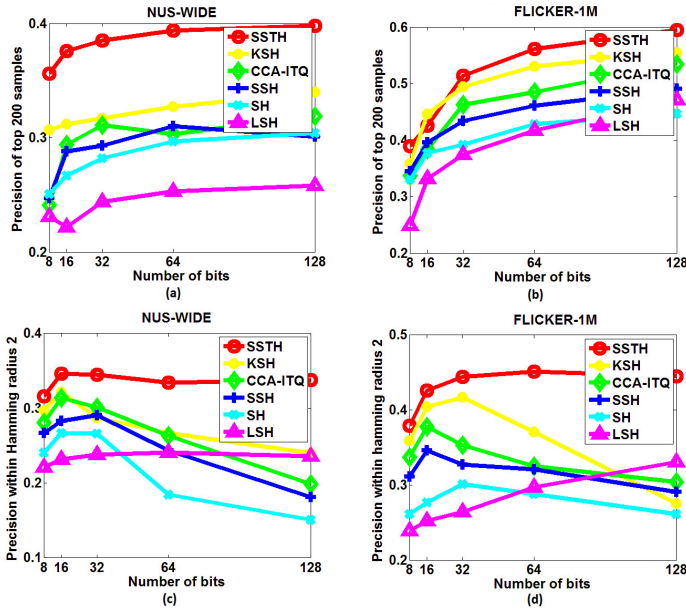 NUS-WIDE
Precision of top 200 samples
0.4
0.3
0.2
SSTH
KSH
CCA-ITQ
SSH
SH
LSH
8 16 32 64 128
Number of bits
(a)
FLICKER-1M
Precision of top 200 samples
0.6
0.5
0.4
0.3
0.2
SSTH
KSH
CCA-ITQ
SSH
SH
LSH
8 16 32 64 128
Number of bits
(b)
NUS-WIDE
Precision within Hamming radius 2
0.4
0.3
0.2
0.1
SSTH
KSH
CCA-ITQ
SSH
SH
LSH
8 16 32 64 128
Number of bits
(c)
FLICKER-1M
Precision within hamming radius 2
0.5
0.4
0.3
0.2
SSTH
KSH
CCA-ITQ
SSH
SH
LSH
8 16 32 64 128
Number of bits
(d)